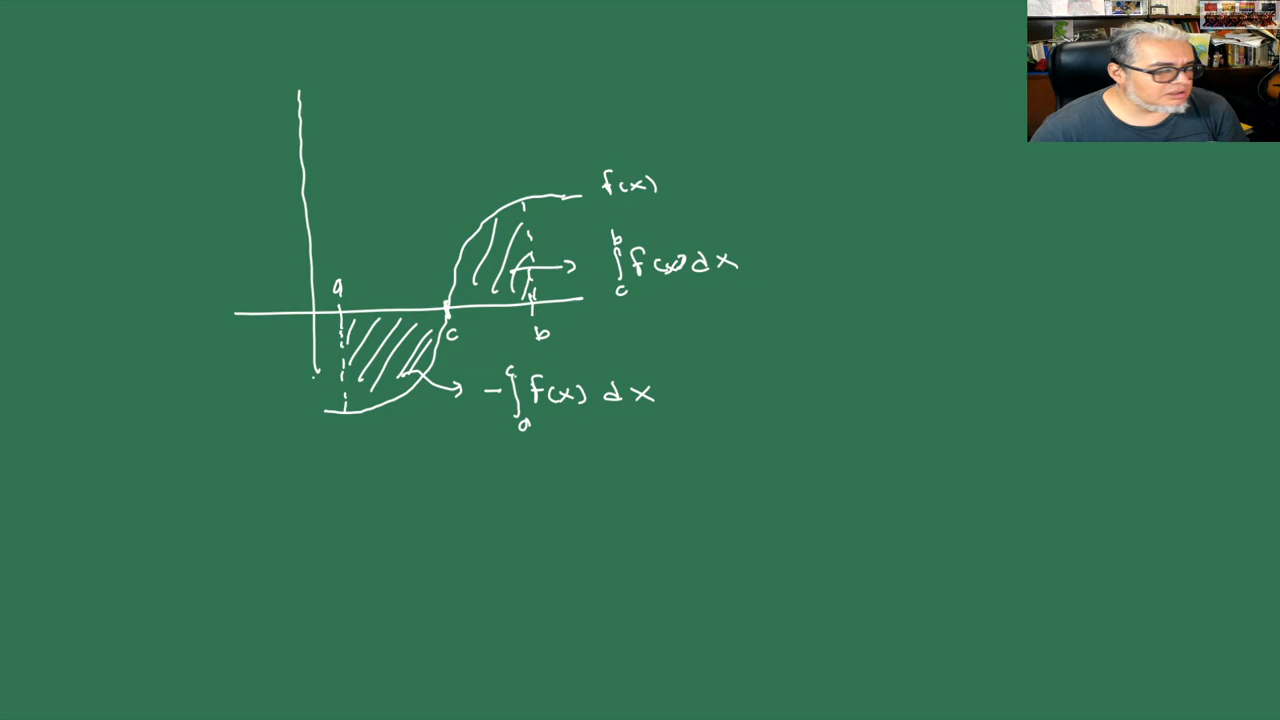 f(x)
∫_c^b f(x) dx
a
c
b
-∫_a^c f(x) dx